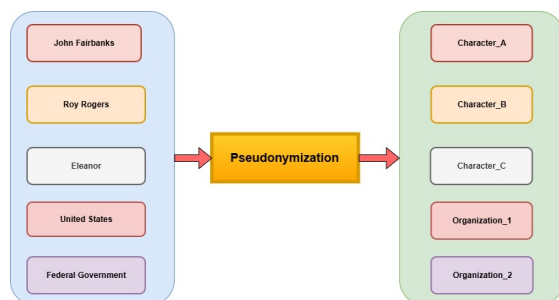 John Fairbanks
Roy Rogers
Eleanor
United States
Federal Government
Pseudonymization
Character_A
Character_B
Character_C
Organization_1
Organization_2